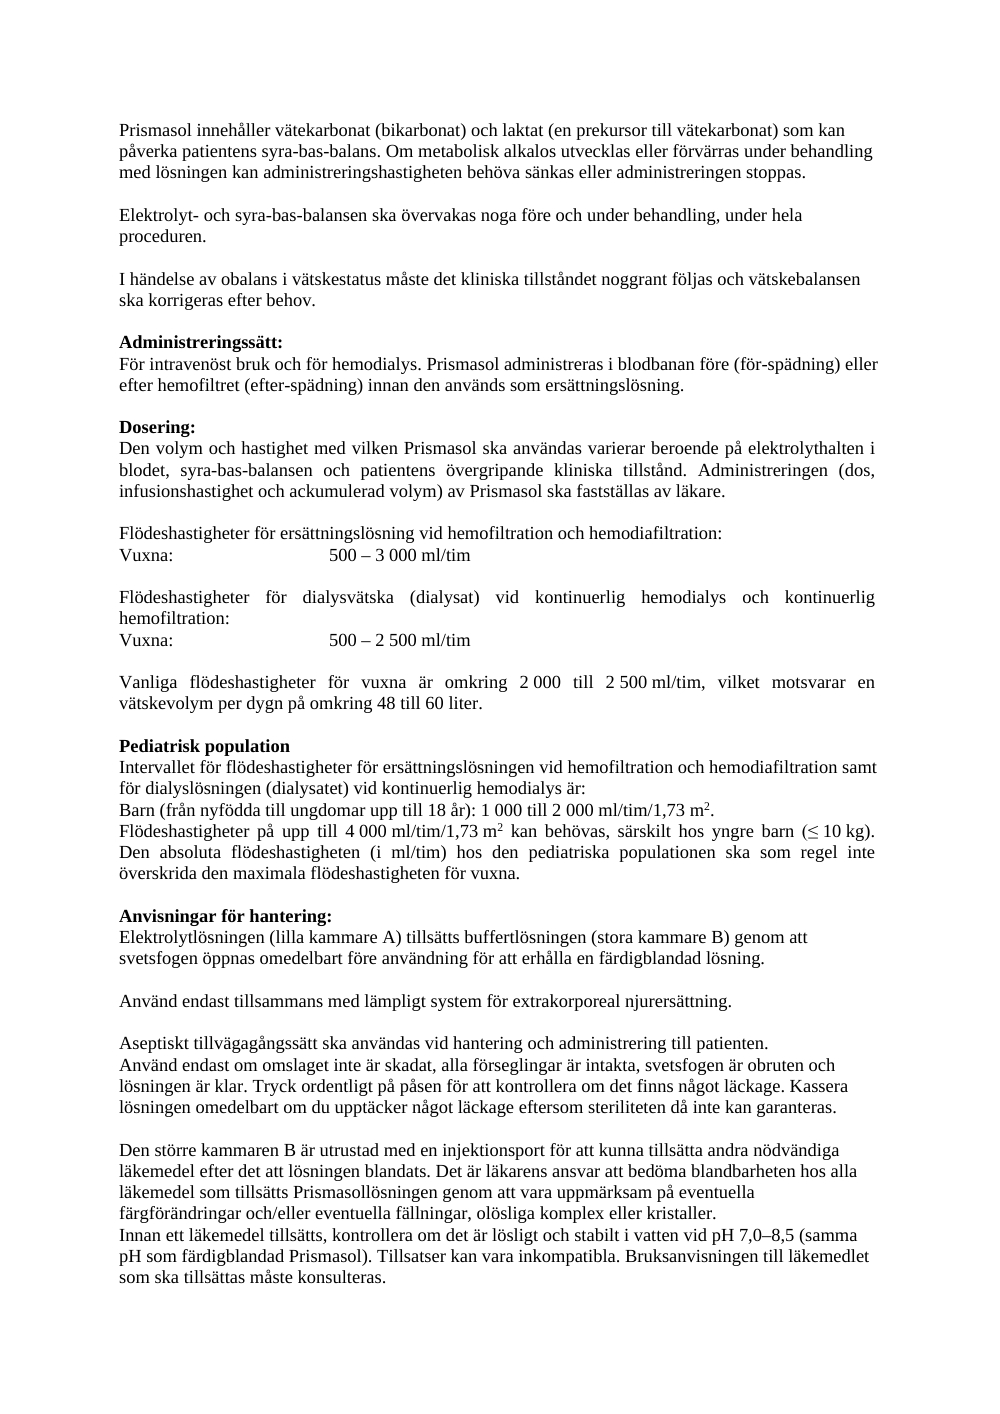 Prismasol innehåller vätekarbonat (bikarbonat) och laktat (en prekursor till vätekarbonat) som kan
påverka patientens syra-bas-balans. Om metabolisk alkalos utvecklas eller förvärras under behandling
med lösningen kan administreringshastigheten behöva sänkas eller administreringen stoppas.
Elektrolyt- och syra-bas-balansen ska övervakas noga före och under behandling, under hela
proceduren.
I händelse av obalans i vätskestatus måste det kliniska tillståndet noggrant följas och vätskebalansen
ska korrigeras efter behov.
Administreringssätt:
För intravenöst bruk och för hemodialys. Prismasol administreras i blodbanan före (för-spädning) eller
efter hemofiltret (efter-spädning) innan den används som ersättningslösning.
Dosering:
Den volym och hastighet med vilken Prismasol ska användas varierar beroende på elektrolythalten i
blodet, syra-bas-balansen och patientens övergripande kliniska tillstånd. Administreringen (dos,
infusionshastighet och ackumulerad volym) av Prismasol ska fastställas av läkare.
Flödeshastigheter för ersättningslösning vid hemofiltration och hemodiafiltration:
Vuxna: 500 – 3 000 ml/tim
Flödeshastigheter för dialysvätska (dialysat) vid kontinuerlig hemodialys och kontinuerlig
hemofiltration:
Vuxna: 500 – 2 500 ml/tim
Vanliga flödeshastigheter för vuxna är omkring 2 000 till 2 500 ml/tim, vilket motsvarar en
vätskevolym per dygn på omkring 48 till 60 liter.
Pediatrisk population
Intervallet för flödeshastigheter för ersättningslösningen vid hemofiltration och hemodiafiltration samt
för dialyslösningen (dialysatet) vid kontinuerlig hemodialys är:
Barn (från nyfödda till ungdomar upp till 18 år): 1 000 till 2 000 ml/tim/1,73 m².
Flödeshastigheter på upp till 4 000 ml/tim/1,73 m² kan behövas, särskilt hos yngre barn (≤ 10 kg).
Den absoluta flödeshastigheten (i ml/tim) hos den pediatriska populationen ska som regel inte
överskrida den maximala flödeshastigheten för vuxna.
Anvisningar för hantering:
Elektrolytlösningen (lilla kammare A) tillsätts buffertlösningen (stora kammare B) genom att
svetsfogen öppnas omedelbart före användning för att erhålla en färdigblandad lösning.
Använd endast tillsammans med lämpligt system för extrakorporeal njurersättning.
Aseptiskt tillvägagångssätt ska användas vid hantering och administrering till patienten.
Använd endast om omslaget inte är skadat, alla förseglingar är intakta, svetsfogen är obruten och
lösningen är klar. Tryck ordentligt på påsen för att kontrollera om det finns något läckage. Kassera
lösningen omedelbart om du upptäcker något läckage eftersom steriliteten då inte kan garanteras.
Den större kammaren B är utrustad med en injektionsport för att kunna tillsätta andra nödvändiga
läkemedel efter det att lösningen blandats. Det är läkarens ansvar att bedöma blandbarheten hos alla
läkemedel som tillsätts Prismasollösningen genom att vara uppmärksam på eventuella
färgförändringar och/eller eventuella fällningar, olösliga komplex eller kristaller.
Innan ett läkemedel tillsätts, kontrollera om det är lösligt och stabilt i vatten vid pH 7,0–8,5 (samma
pH som färdigblandad Prismasol). Tillsatser kan vara inkompatibla. Bruksanvisningen till läkemedlet
som ska tillsättas måste konsulteras.